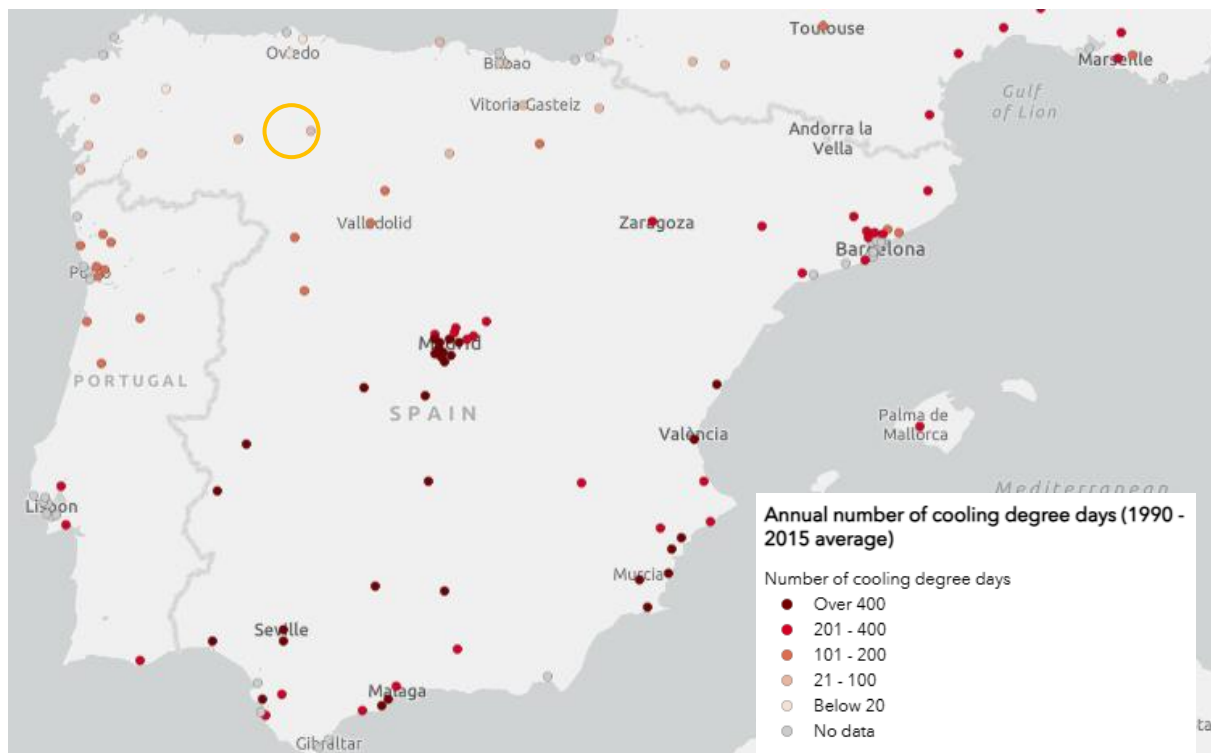 Toulouse
Marseille
Oviedo
Bilbao
Gulf
of Lion
Vitoria Gasteiz
Andorra la
Vella
Valladolid
Zaragoza
Barcelona
Porto
Madrid
PORTUGAL
SPAIN
Palma de
Mallorca
València
Mediterranean
Lisbon
Annual number of cooling degree days (1990 -
2015 average)
Number of cooling degree days
Over 400
201 - 400
101 - 200
21 - 100
Below 20
No data
Murcia
Seville
Malaga
Gibraltar